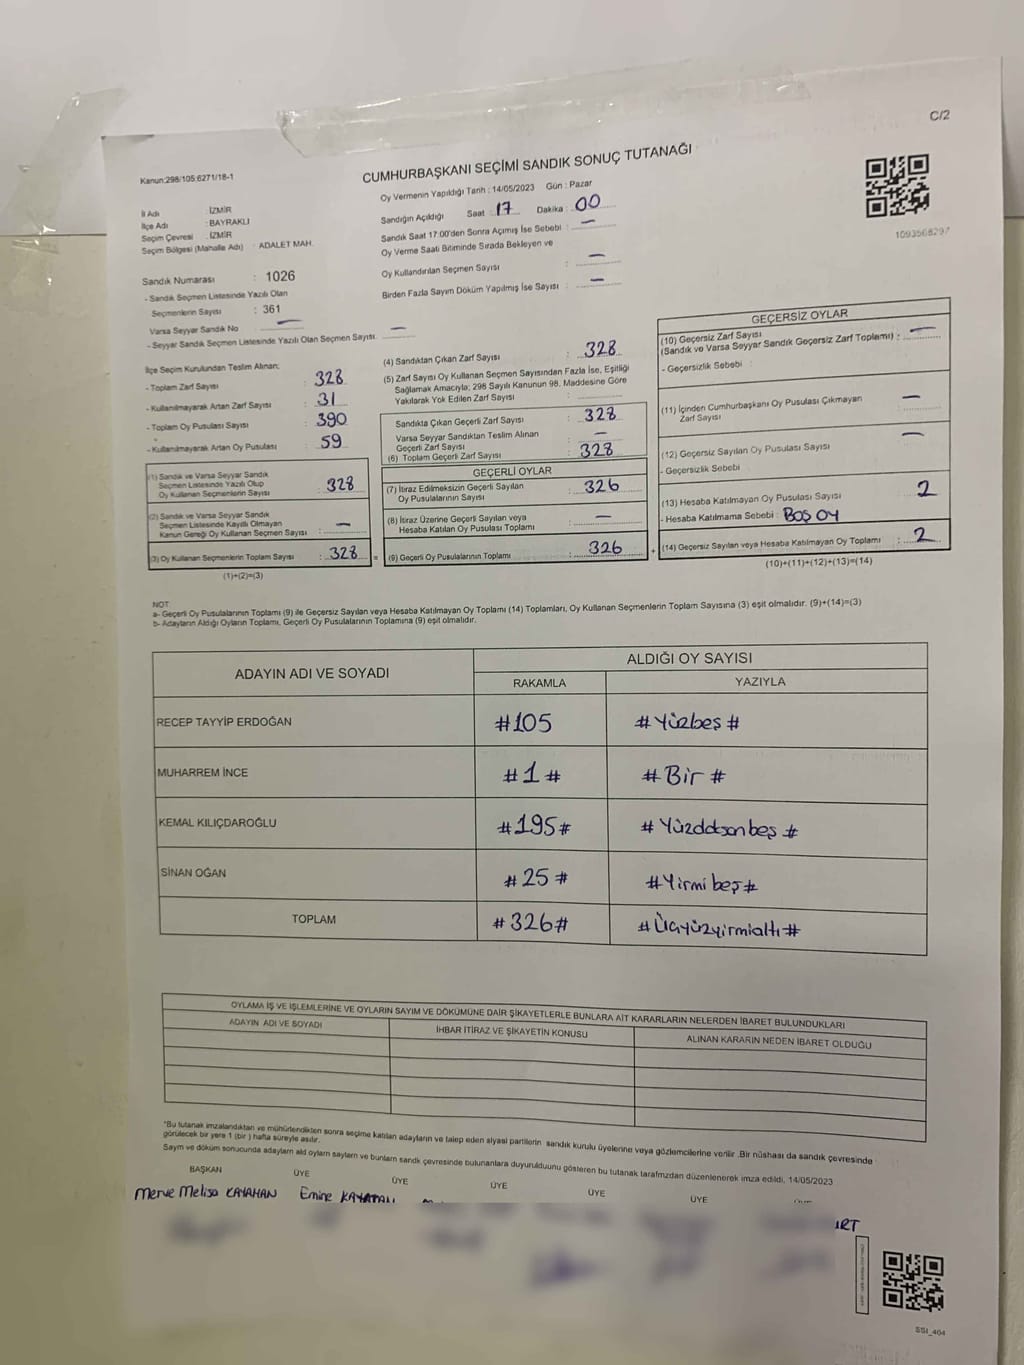 C/2
Kanun:298/105;6271/18-1
CUMHURBAŞKANI SEÇİMİ SANDIK SONUÇ TUTANAĞI
Oy Vermenin Yapıldığı Tarih : 14/05/2023 Gün : Pazar
İl Adı : İZMİR
İlçe Adı : BAYRAKLI
Seçim Çevresi : İZMİR
Seçim Bölgesi (Mahalle Adı) : ADALET MAH.
Sandığın Açıldığı Saat : 17 Dakika : 00
Sandık Saat 17:00'den Sonra Açımış İse Sebebi : —
Oy Verme Saati Bitiminde Sırada Bekleyen ve
Oy Kullandırılan Seçmen Sayısı : —
Birden Fazla Sayım Döküm Yapılmış İse Sayısı : —
1093568297
Sandık Numarası : 1026
- Sandık Seçmen Listesinde Yazılı Olan
Seçmenlerin Sayısı : 361
Varsa Seyyar Sandık No —
- Seyyar Sandık Seçmen Listesinde Yazılı Olan Seçmen Sayısı: —
İlçe Seçim Kurulundan Teslim Alınan;
- Toplam Zarf Sayısı : 328
- Kullanılmayarak Artan Zarf Sayısı : 31
- Toplam Oy Pusulası Sayısı : 390
- Kullanılmayarak Artan Oy Pusulası : 59
(1) Sandık ve Varsa Seyyar Sandık
Seçmen Listesinde Yazılı Olup
Oy Kullanan Seçmenlerin Sayısı : 328
(2) Sandık ve Varsa Seyyar Sandık
Seçmen Listesinde Kayıtlı Olmayan
Kanun Gereği Oy Kullanan Seçmen Sayısı : —
(3) Oy Kullanan Seçmenlerin Toplam Sayısı : 328 =
(1)+(2)=(3)
(4) Sandıktan Çıkan Zarf Sayısı : 328
(5) Zarf Sayısı Oy Kullanan Seçmen Sayısından Fazla İse, Eşitliği
Sağlamak Amacıyla; 298 Sayılı Kanunun 98. Maddesine Göre
Yakılarak Yok Edilen Zarf Sayısı :
Sandıkta Çıkan Geçerli Zarf Sayısı : 328
Varsa Seyyar Sandıktan Teslim Alınan
Geçerli Zarf Sayısı : —
(6) Toplam Geçerli Zarf Sayısı : 328
GEÇERLİ OYLAR
(7) İtiraz Edilmeksizin Geçerli Sayılan
Oy Pusulalarının Sayısı : 326
(8) İtiraz Üzerine Geçerli Sayılan veya
Hesaba Katılan Oy Pusulası Toplamı : —
(9) Geçerli Oy Pusulalarının Toplamı : 326 +
GEÇERSİZ OYLAR
(10) Geçersiz Zarf Sayısı
(Sandık ve Varsa Seyyar Sandık Geçersiz Zarf Toplamı) : —
- Geçersizlik Sebebi :
(11) İçinden Cumhurbaşkanı Oy Pusulası Çıkmayan
Zarf Sayısı : —
(12) Geçersiz Sayılan Oy Pusulası Sayısı —
- Geçersizlik Sebebi
(13) Hesaba Katılmayan Oy Pusulası Sayısı 2
- Hesaba Katılmama Sebebi : BOŞ OY
(14) Geçersiz Sayılan veya Hesaba Katılmayan Oy Toplamı : 2
(10)+(11)+(12)+(13)=(14)
NOT
a- Geçerli Oy Pusulalarının Toplamı (9) ile Geçersiz Sayılan veya Hesaba Katılmayan Oy Toplamı (14) Toplamları, Oy Kullanan Seçmenlerin Toplam Sayısına (3) eşit olmalıdır. (9)+(14)=(3)
b- Adayların Aldığı Oyların Toplamı, Geçerli Oy Pusulalarının Toplamına (9) eşit olmalıdır.
ADAYIN ADI VE SOYADI ALDIĞI OY SAYISI
RAKAMLA YAZIYLA
RECEP TAYYİP ERDOĞAN #105 #Yüzbeş#
MUHARREM İNCE #1# #Bir#
KEMAL KILIÇDAROĞLU #195# beş#
SİNAN OĞAN #25# #Yirmibeş#
TOPLAM #326# #Üçyüzyirmialtı#
OYLAMA İŞ VE İŞLEMLERİNE VE OYLARIN SAYIM VE DÖKÜMÜNE DAİR ŞİKAYETLERLE BUNLARA AİT KARARLARIN NELERDEN İBARET BULUNDUKLARI
ADAYIN ADI VE SOYADI İHBAR İTİRAZ VE ŞİKAYETİN KONUSU ALINAN KARARIN NEDEN İBARET OLDUĞU
*Bu tutanak imzalandıktan ve mühürlendikten sonra seçime katılan adayların ve talep eden siyasi partilerin sandık kurulu üyelerine veya gözlemcilerine verilir .Bir nüshası da sandık çevresinde
görülecek bir yere 1 (bir ) hafta süreyle asılır.
Sayım ve döküm sonucunda adayların bu tutanak tarafımızdan düzenlenerek imza edildi, 14/05/2023
BAŞKAN ÜYE ÜYE ÜYE ÜYE ÜYE
Merve Melisa KAYAHAN Emine
SSI_464